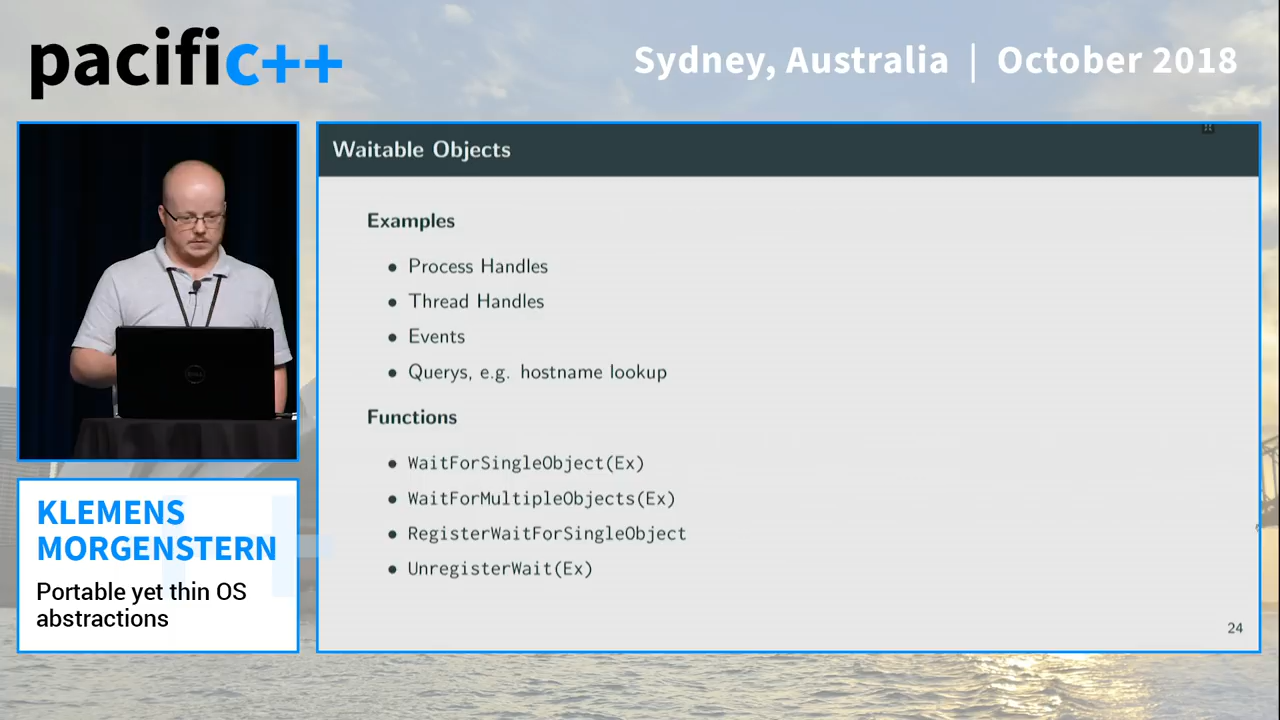 pacific++
Sydney, Australia | October 2018
Waitable Objects
Examples
• Process Handles
• Thread Handles
• Events
• Querys, e.g. hostname lookup
Functions
• WaitForSingleObject(Ex)
• WaitForMultipleObjects(Ex)
• RegisterWaitForSingleObject
• UnregisterWait(Ex)
24
DELL
KLEMENS
MORGENSTERN
Portable yet thin OS
abstractions